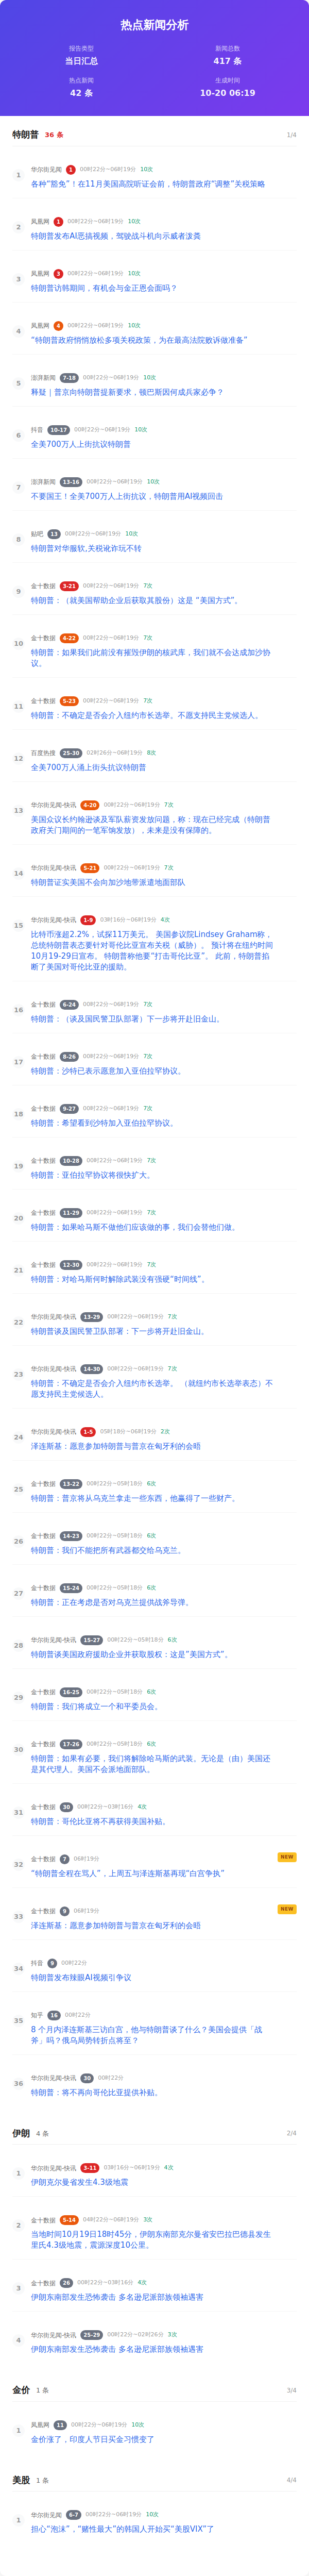 热点新闻分析
报告类型
当日汇总
新闻总数
417 条
热点新闻
42 条
生成时间
10-20 06:19
特朗普 36 条 1/4
1
华尔街见闻 1 00时22分~06时19分 10次
各种“豁免”！在11月美国高院听证会前，特朗普政府“调整”关税策略
2
凤凰网 1 00时22分~06时19分 10次
特朗普发布AI恶搞视频，驾驶战斗机向示威者泼粪
3
凤凰网 3 00时22分~06时19分 10次
特朗普访韩期间，有机会与金正恩会面吗？
4
凤凰网 4 00时22分~06时19分 10次
“特朗普政府悄悄放松多项关税政策，为在最高法院败诉做准备”
5
澎湃新闻 7-18 00时22分~06时19分 10次
释疑｜普京向特朗普提新要求，顿巴斯因何成兵家必争？
6
抖音 10-17 00时22分~06时19分 10次
全美700万人上街抗议特朗普
7
澎湃新闻 13-16 00时22分~06时19分 10次
不要国王！全美700万人上街抗议，特朗普用AI视频回击
8
贴吧 13 00时22分~06时19分 10次
特朗普对华服软,关税讹诈玩不转
9
金十数据 3-21 00时22分~06时19分 7次
特朗普：（就美国帮助企业后获取其股份）这是 “美国方式”。
10
金十数据 4-22 00时22分~06时19分 7次
特朗普：如果我们此前没有摧毁伊朗的核武库，我们就不会达成加沙协
议。
11
金十数据 5-23 00时22分~06时19分 7次
特朗普：不确定是否会介入纽约市长选举。不愿支持民主党候选人。
12
百度热搜 25-30 02时26分~06时19分 8次
全美700万人涌上街头抗议特朗普
13
华尔街见闻-快讯 4-20 00时22分~06时19分 7次
美国众议长约翰逊谈及军队薪资发放问题，称：现在已经完成（特朗普
政府关门期间的一笔军饷发放），未来是没有保障的。
14
华尔街见闻-快讯 5-21 00时22分~06时19分 7次
特朗普证实美国不会向加沙地带派遣地面部队
15
华尔街见闻-快讯 1-9 03时16分~06时19分 4次
比特币涨超2.2%，试探11万美元。 美国参议院Lindsey Graham称，
总统特朗普表态要针对哥伦比亚宣布关税（威胁）。 预计将在纽约时间
10月19-29日宣布。 特朗普称他要“打击哥伦比亚”。 此前，特朗普掐
断了美国对哥伦比亚的援助。
16
金十数据 6-24 00时22分~06时19分 7次
特朗普：（谈及国民警卫队部署）下一步将开赴旧金山。
17
金十数据 8-26 00时22分~06时19分 7次
特朗普：沙特已表示愿意加入亚伯拉罕协议。
18
金十数据 9-27 00时22分~06时19分 7次
特朗普：希望看到沙特加入亚伯拉罕协议。
19
金十数据 10-28 00时22分~06时19分 7次
特朗普：亚伯拉罕协议将很快扩大。
20
金十数据 11-29 00时22分~06时19分 7次
特朗普：如果哈马斯不做他们应该做的事，我们会替他们做。
21
金十数据 12-30 00时22分~06时19分 7次
特朗普：对哈马斯何时解除武装没有强硬“时间线”。
22
华尔街见闻-快讯 13-29 00时22分~06时19分 7次
特朗普谈及国民警卫队部署：下一步将开赴旧金山。
23
华尔街见闻-快讯 14-30 00时22分~06时19分 7次
特朗普：不确定是否会介入纽约市长选举。 （就纽约市长选举表态）不
愿支持民主党候选人。
24
华尔街见闻-快讯 1-5 05时18分~06时19分 2次
泽连斯基：愿意参加特朗普与普京在匈牙利的会晤
25
金十数据 13-22 00时22分~05时18分 6次
特朗普：普京将从乌克兰拿走一些东西，他赢得了一些财产。
26
金十数据 14-23 00时22分~05时18分 6次
特朗普：我们不能把所有武器都交给乌克兰。
27
金十数据 15-24 00时22分~05时18分 6次
特朗普：正在考虑是否对乌克兰提供战斧导弹。
28
华尔街见闻-快讯 15-27 00时22分~05时18分 6次
特朗普谈美国政府援助企业并获取股权：这是“美国方式”。
29
金十数据 16-25 00时22分~05时18分 6次
特朗普：我们将成立一个和平委员会。
30
金十数据 17-26 00时22分~05时18分 6次
特朗普：如果有必要，我们将解除哈马斯的武装。无论是（由）美国还
是其代理人。美国不会派地面部队。
31
金十数据 30 00时22分~03时16分 4次
特朗普：哥伦比亚将不再获得美国补贴。
32
金十数据 7 06时19分 NEW
“特朗普全程在骂人”，上周五与泽连斯基再现“白宫争执”
33
金十数据 9 06时19分 NEW
泽连斯基：愿意参加特朗普与普京在匈牙利的会晤
34
抖音 9 00时22分
特朗普发布辣眼AI视频引争议
35
知乎 16 00时22分
8 个月内泽连斯基三访白宫，他与特朗普谈了什么？美国会提供「战
斧」吗？俄乌局势转折点将至？
36
华尔街见闻-快讯 30 00时22分
特朗普：将不再向哥伦比亚提供补贴。
伊朗 4 条 2/4
1
华尔街见闻-快讯 3-11 03时16分~06时19分 4次
伊朗克尔曼省发生4.3级地震
2
金十数据 5-14 04时22分~06时19分 3次
当地时间10月19日18时45分，伊朗东南部克尔曼省安巴拉巴德县发生
里氏4.3级地震，震源深度10公里。
3
金十数据 26 00时22分~03时16分 4次
伊朗东南部发生恐怖袭击 多名逊尼派部族领袖遇害
4
华尔街见闻-快讯 25-29 00时22分~02时26分 3次
伊朗东南部发生恐怖袭击 多名逊尼派部族领袖遇害
金价 1 条 3/4
1
凤凰网 11 00时22分~06时19分 10次
金价涨了，印度人节日买金习惯变了
美股 1 条 4/4
1
华尔街见闻 6-7 00时22分~06时19分 10次
担心“泡沫”，“赌性最大”的韩国人开始买“美股VIX”了